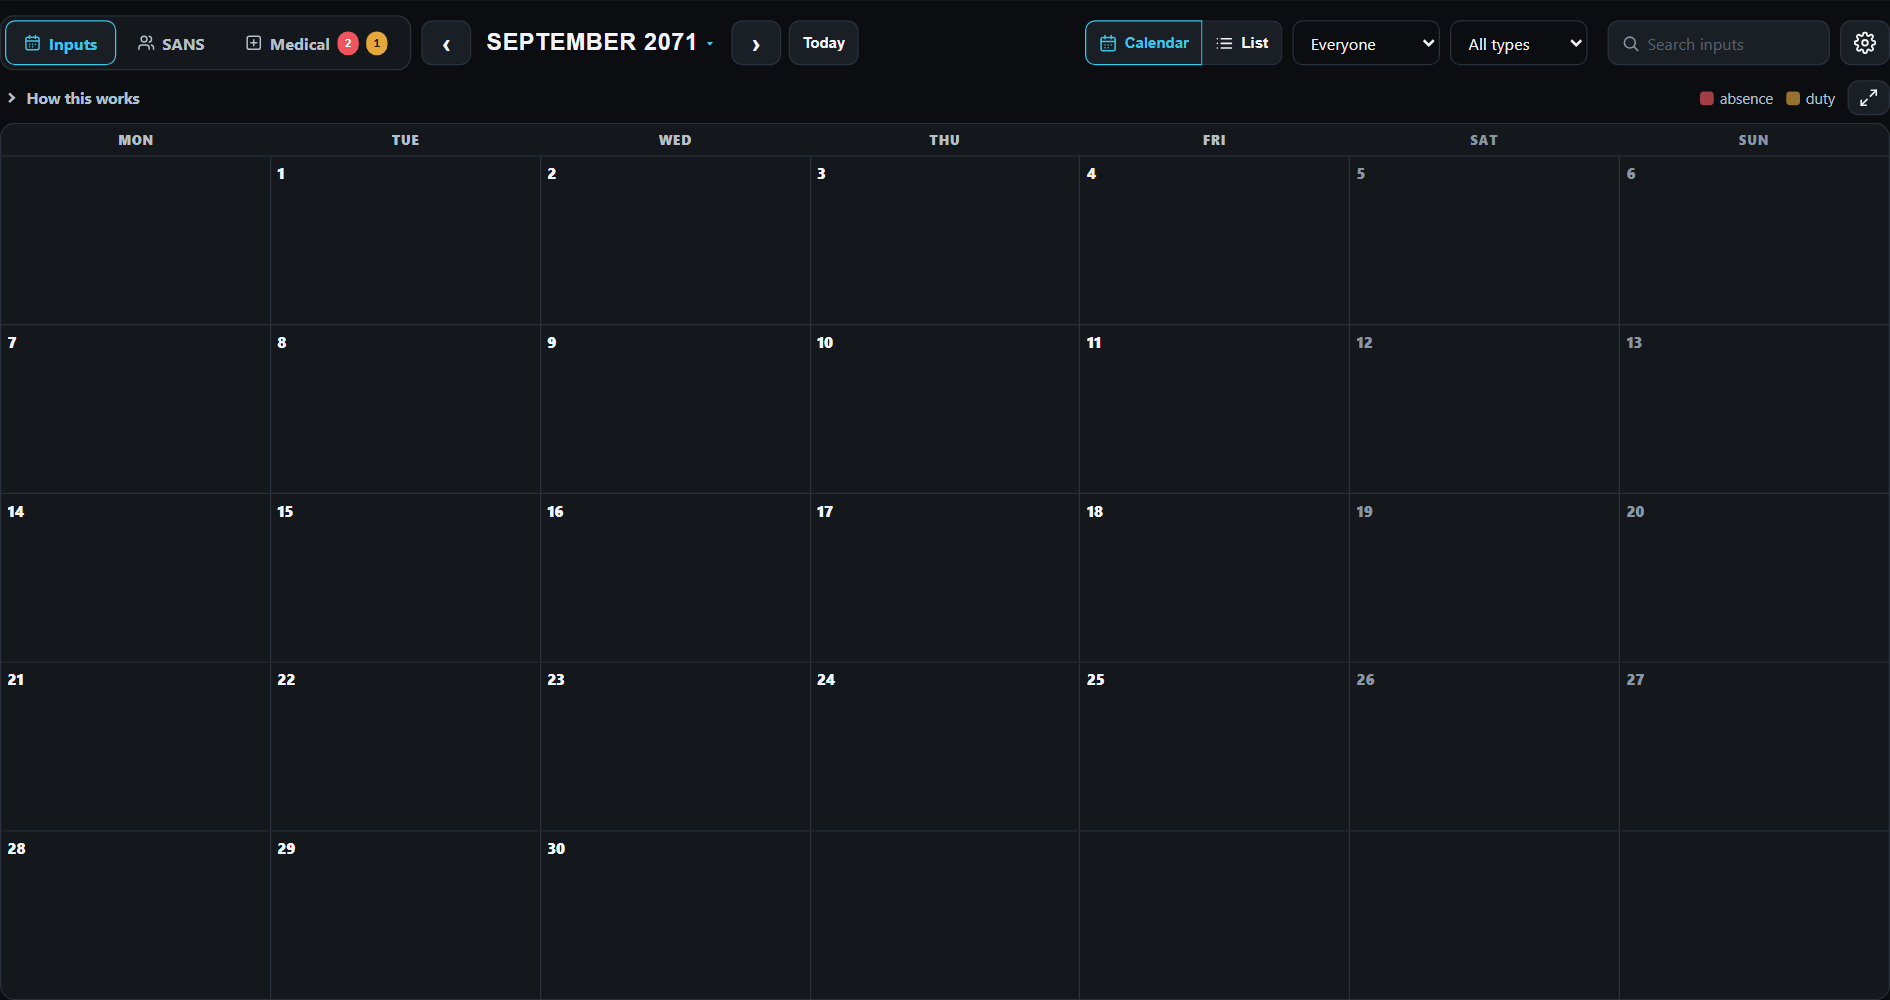 Inputs SANS Medical 2 1 ‹ SEPTEMBER 2071 › Today Calendar List Everyone All types Search inputs
How this works absence duty
MON TUE WED THU FRI SAT SUN
1 2 3 4 5 6
7 8 9 10 11 12 13
14 15 16 17 18 19 20
21 22 23 24 25 26 27
28 29 30